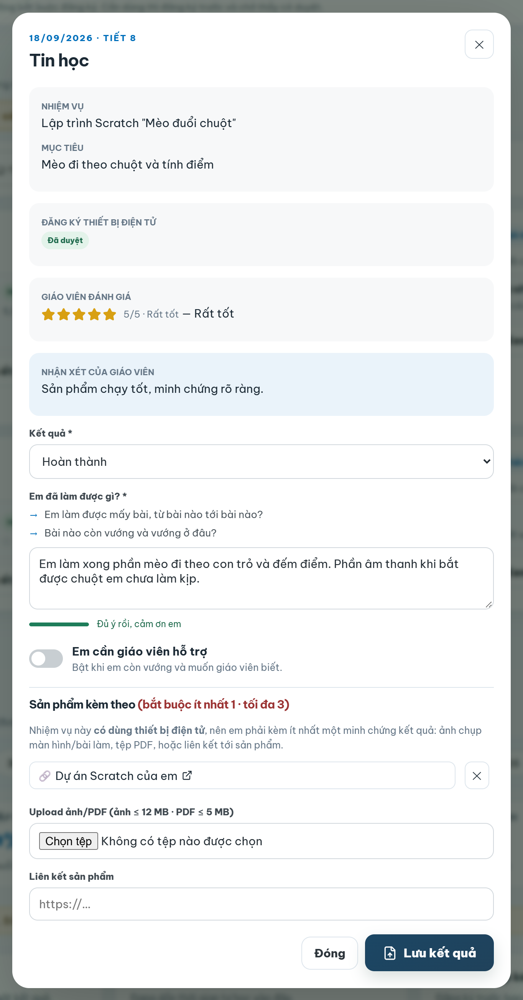 18/09/2026 · TIẾT 8
Tin học
NHIỆM VỤ
Lập trình Scratch "Mèo đuổi chuột"
MỤC TIÊU
Mèo đi theo chuột và tính điểm
ĐĂNG KÝ THIẾT BỊ ĐIỆN TỬ
Đã duyệt
GIÁO VIÊN ĐÁNH GIÁ
5/5 · Rất tốt — Rất tốt
NHẬN XÉT CỦA GIÁO VIÊN
Sản phẩm chạy tốt, minh chứng rõ ràng.
Kết quả *
Hoàn thành
Em đã làm được gì? *
→ Em làm được mấy bài, từ bài nào tới bài nào?
→ Bài nào còn vướng và vướng ở đâu?
Em làm xong phần mèo đi theo con trỏ và đếm điểm. Phần âm thanh khi bắt
được chuột em chưa làm kịp.
Đủ ý rồi, cảm ơn em
Em cần giáo viên hỗ trợ
Bật khi em còn vướng và muốn giáo viên biết.
Sản phẩm kèm theo (bắt buộc ít nhất 1 · tối đa 3)
Nhiệm vụ này có dùng thiết bị điện tử, nên em phải kèm ít nhất một minh chứng kết quả: ảnh chụp
màn hình/bài làm, tệp PDF, hoặc liên kết tới sản phẩm.
Dự án Scratch của em
Upload ảnh/PDF (ảnh ≤ 12 MB · PDF ≤ 5 MB)
Chọn tệp Không có tệp nào được chọn
Liên kết sản phẩm
https://...
Đóng
Lưu kết quả